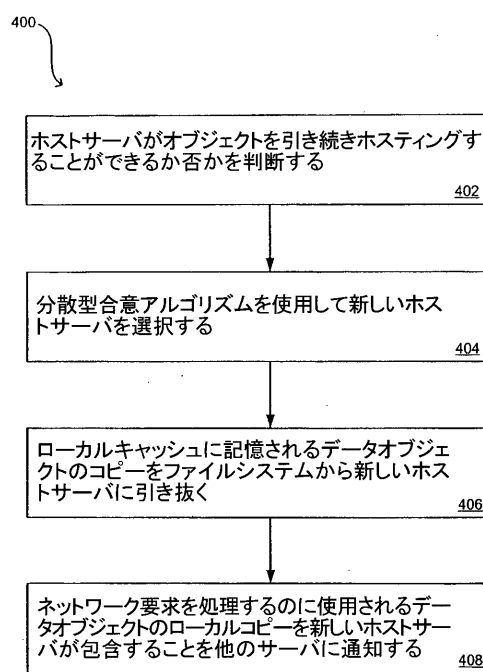 400
ホストサーバがオブジェクトを引き続きホスティングす
ることができるか否かを判断する
402
分散型合意アルゴリズムを使用して新しいホス
トサーバを選択する
404
ローカルキャッシュに記憶されるデータオブジェ
クトのコピーをファイルシステムから新しいホス
トサーバに引き抜く
406
ネットワーク要求を処理するのに使用されるデー
タオブジェクトのローカルコピーを新しいホストサー
バが包含することを他のサーバに通知する
408